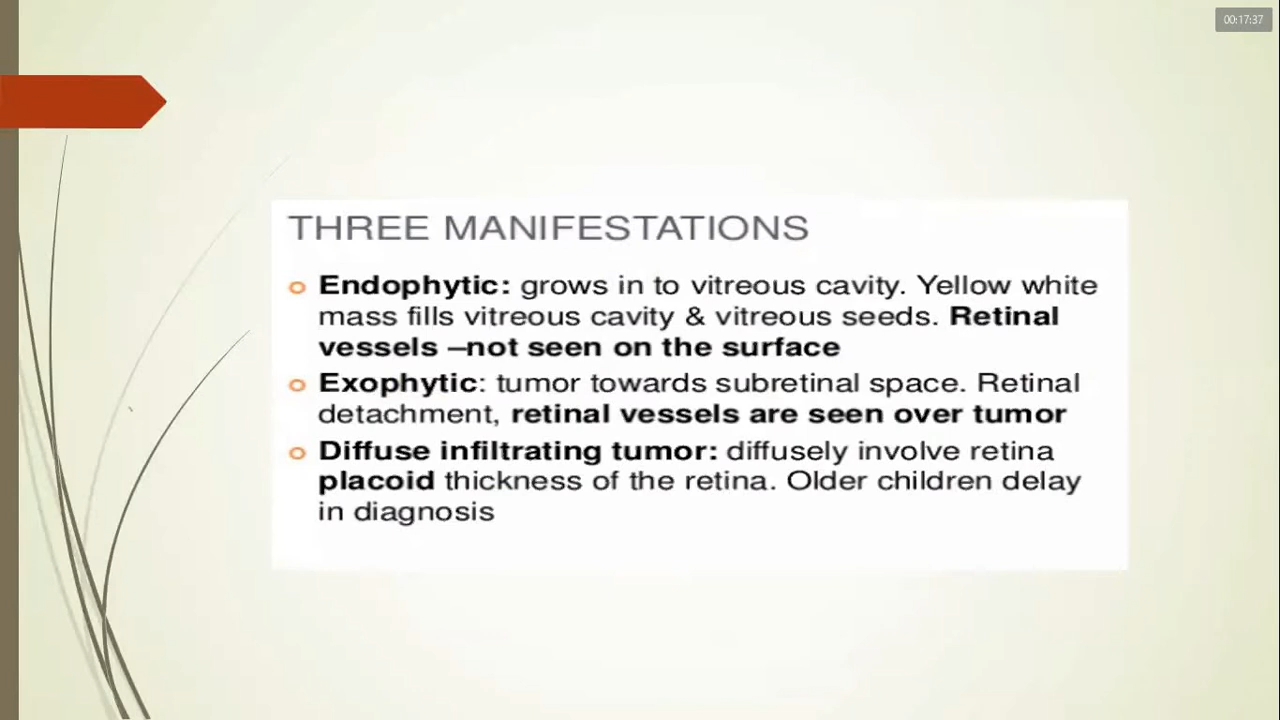 00:17:37
THREE MANIFESTATIONS
Endophytic: grows in to vitreous cavity. Yellow white
mass fills vitreous cavity & vitreous seeds. Retinal
vessels –not seen on the surface
Exophytic: tumor towards subretinal space. Retinal
detachment, retinal vessels are seen over tumor
Diffuse infiltrating tumor: diffusely involve retina
placoid thickness of the retina. Older children delay
in diagnosis